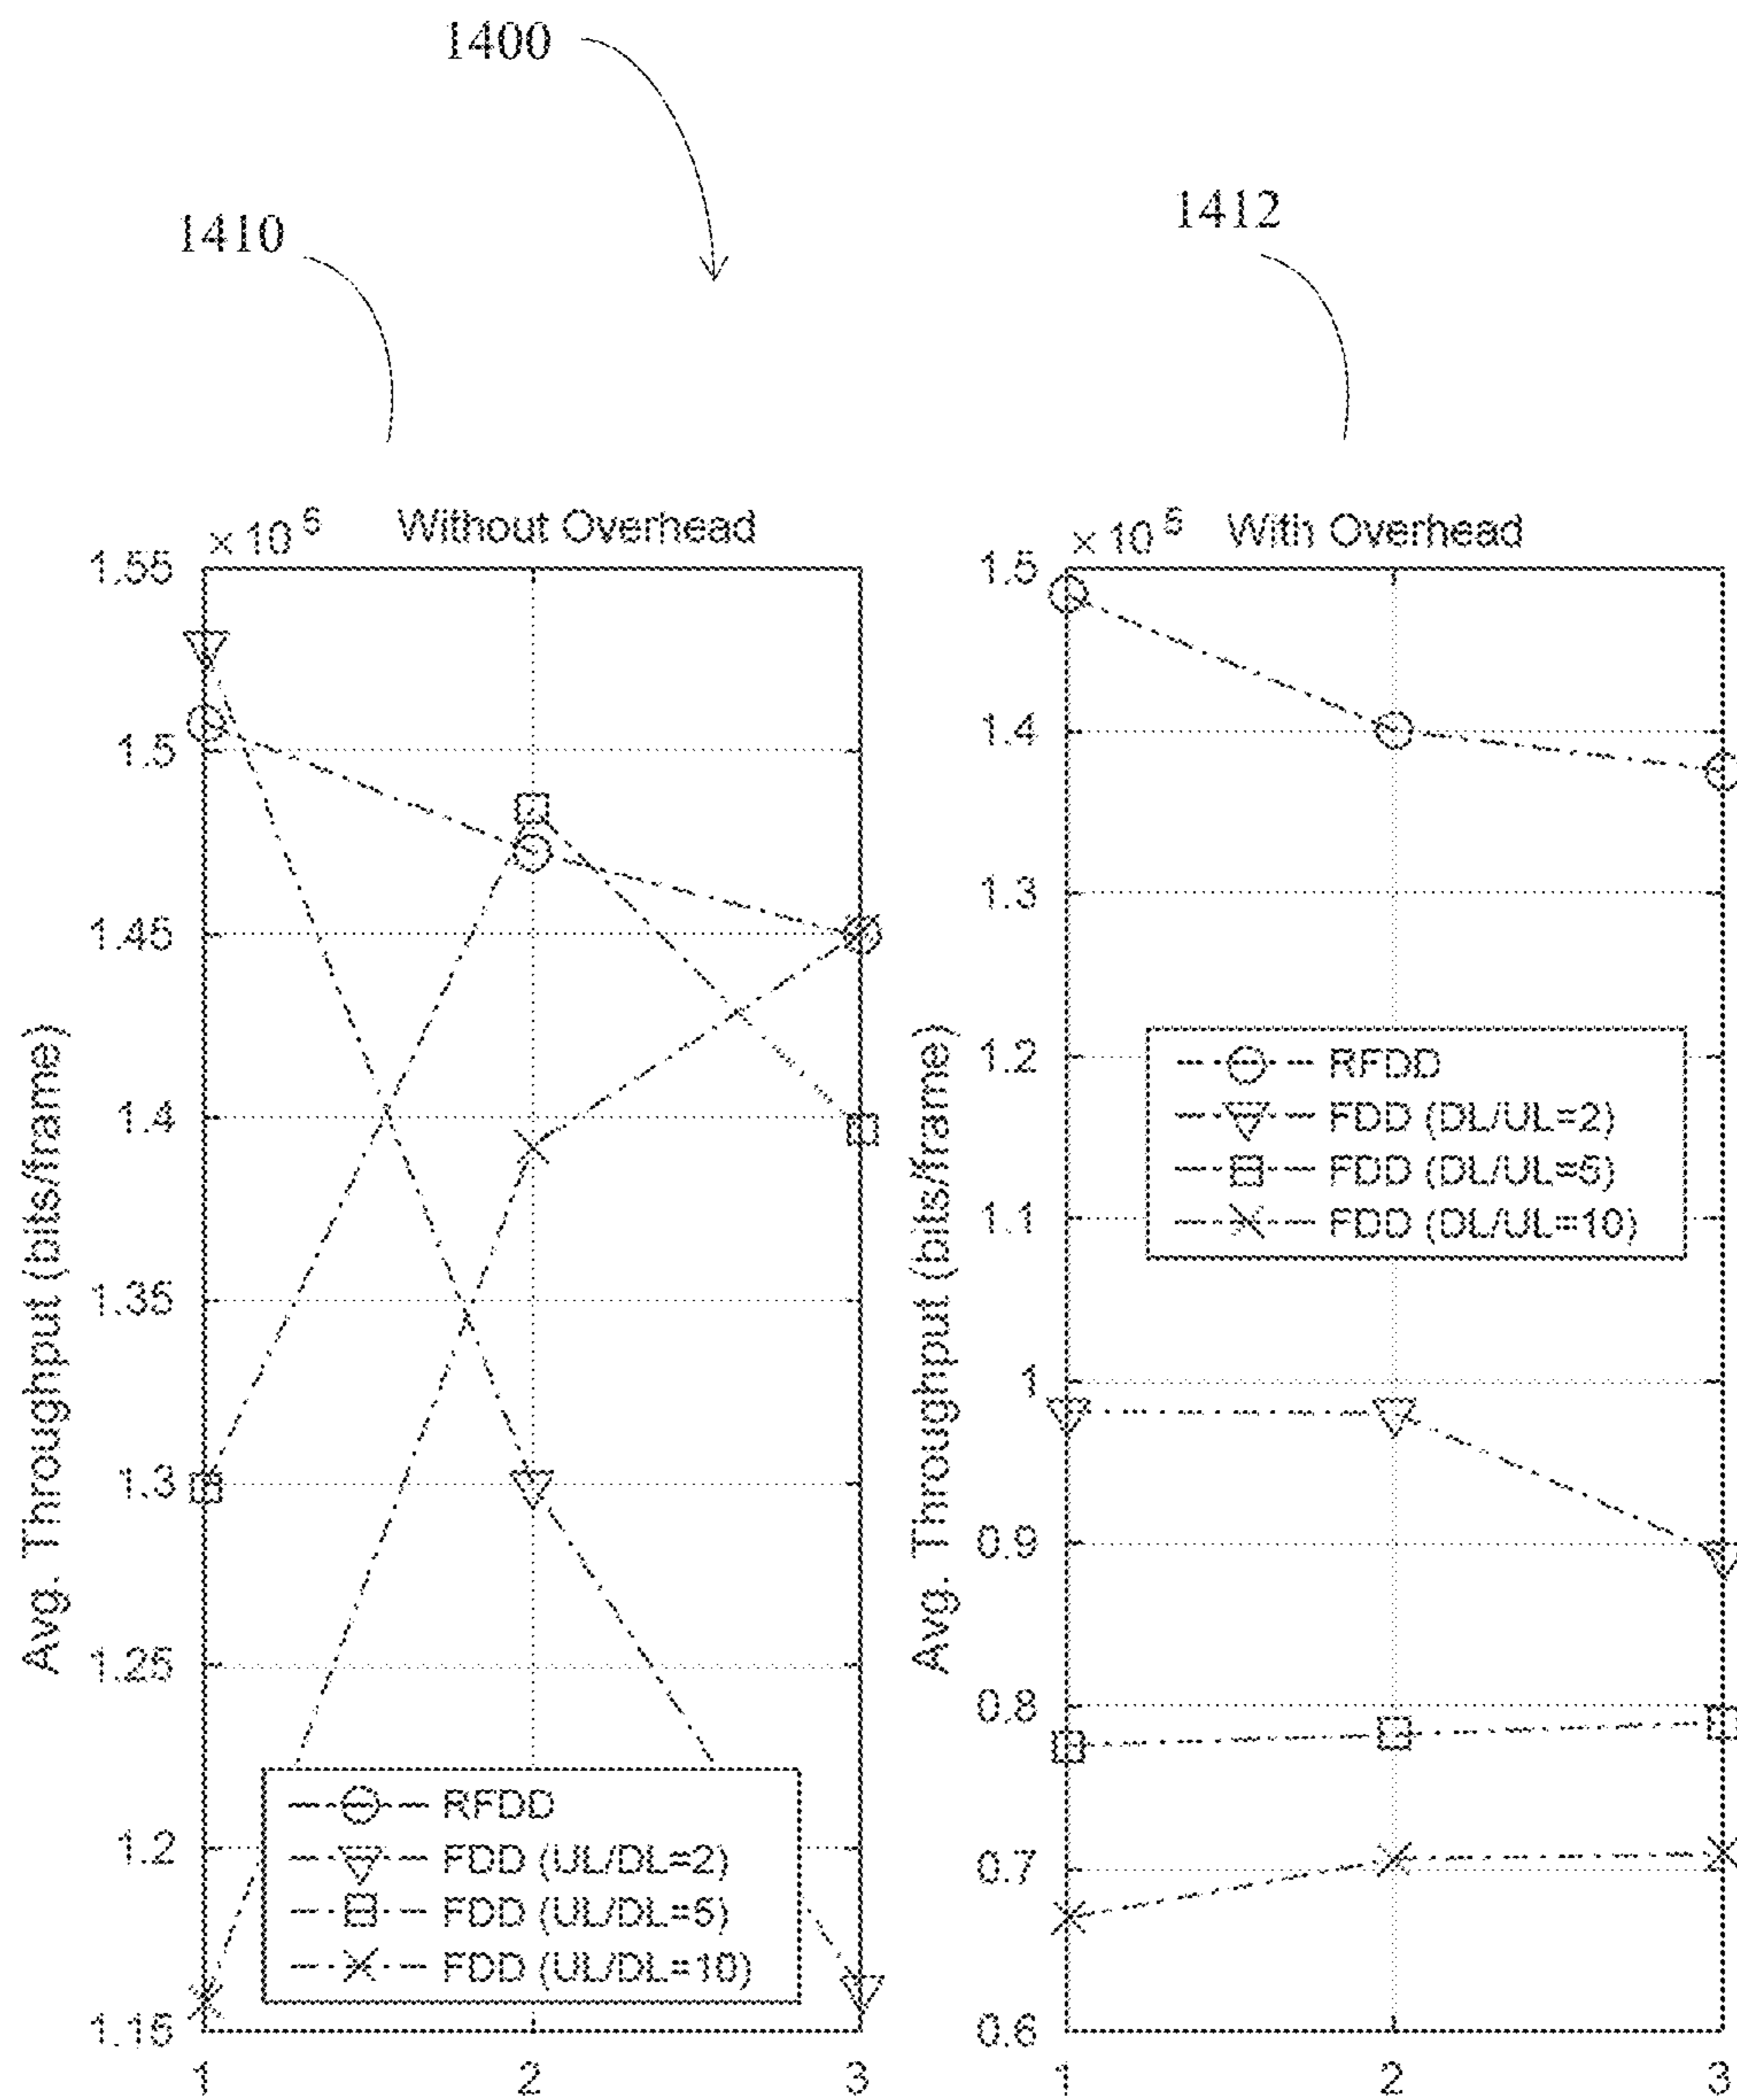 1400
1410
1412
× 10 6 Without Overhead
1.55
1.5
1.45
1.4
1.35
1.3
1.25
1.2
1.15
Avg. Throughput (bits/frame)
RFDD
FDD (UL/DL=2)
FDD (UL/DL=5)
FDD (UL/DL=10)
1 2 3
× 10 6 With Overhead
1.5
1.4
1.3
1.2
1.1
1
0.9
0.8
0.7
0.6
Avg. Throughput (bits/frame)
RFDD
FDD (DL/UL=2)
FDD (DL/UL=5)
FDD (DL/UL=10)
1 2 3